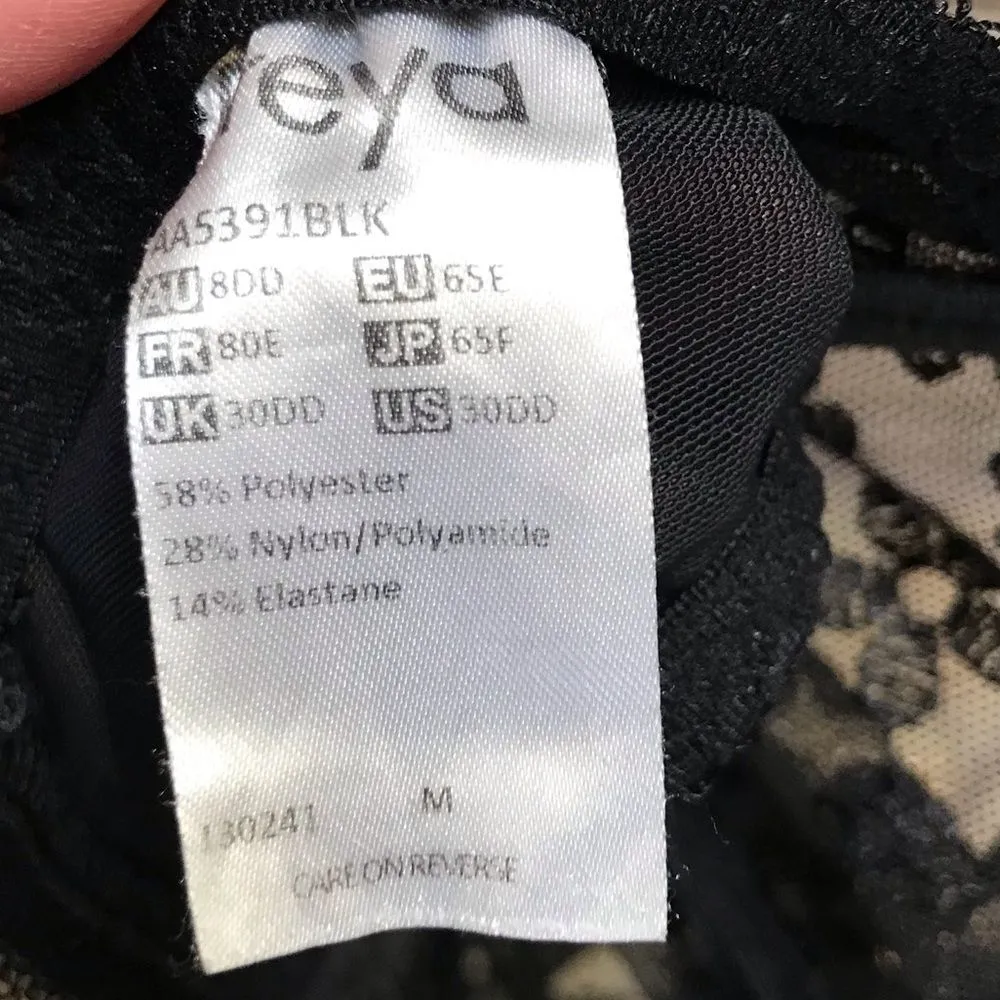 freya
AA5391BLK
AU 8DD EU 65E
FR 80E JP 65F
UK 30DD US 30DD
58% Polyester
28% Nylon/Polyamide
14% Elastane
130241 M
CARE ON REVERSE